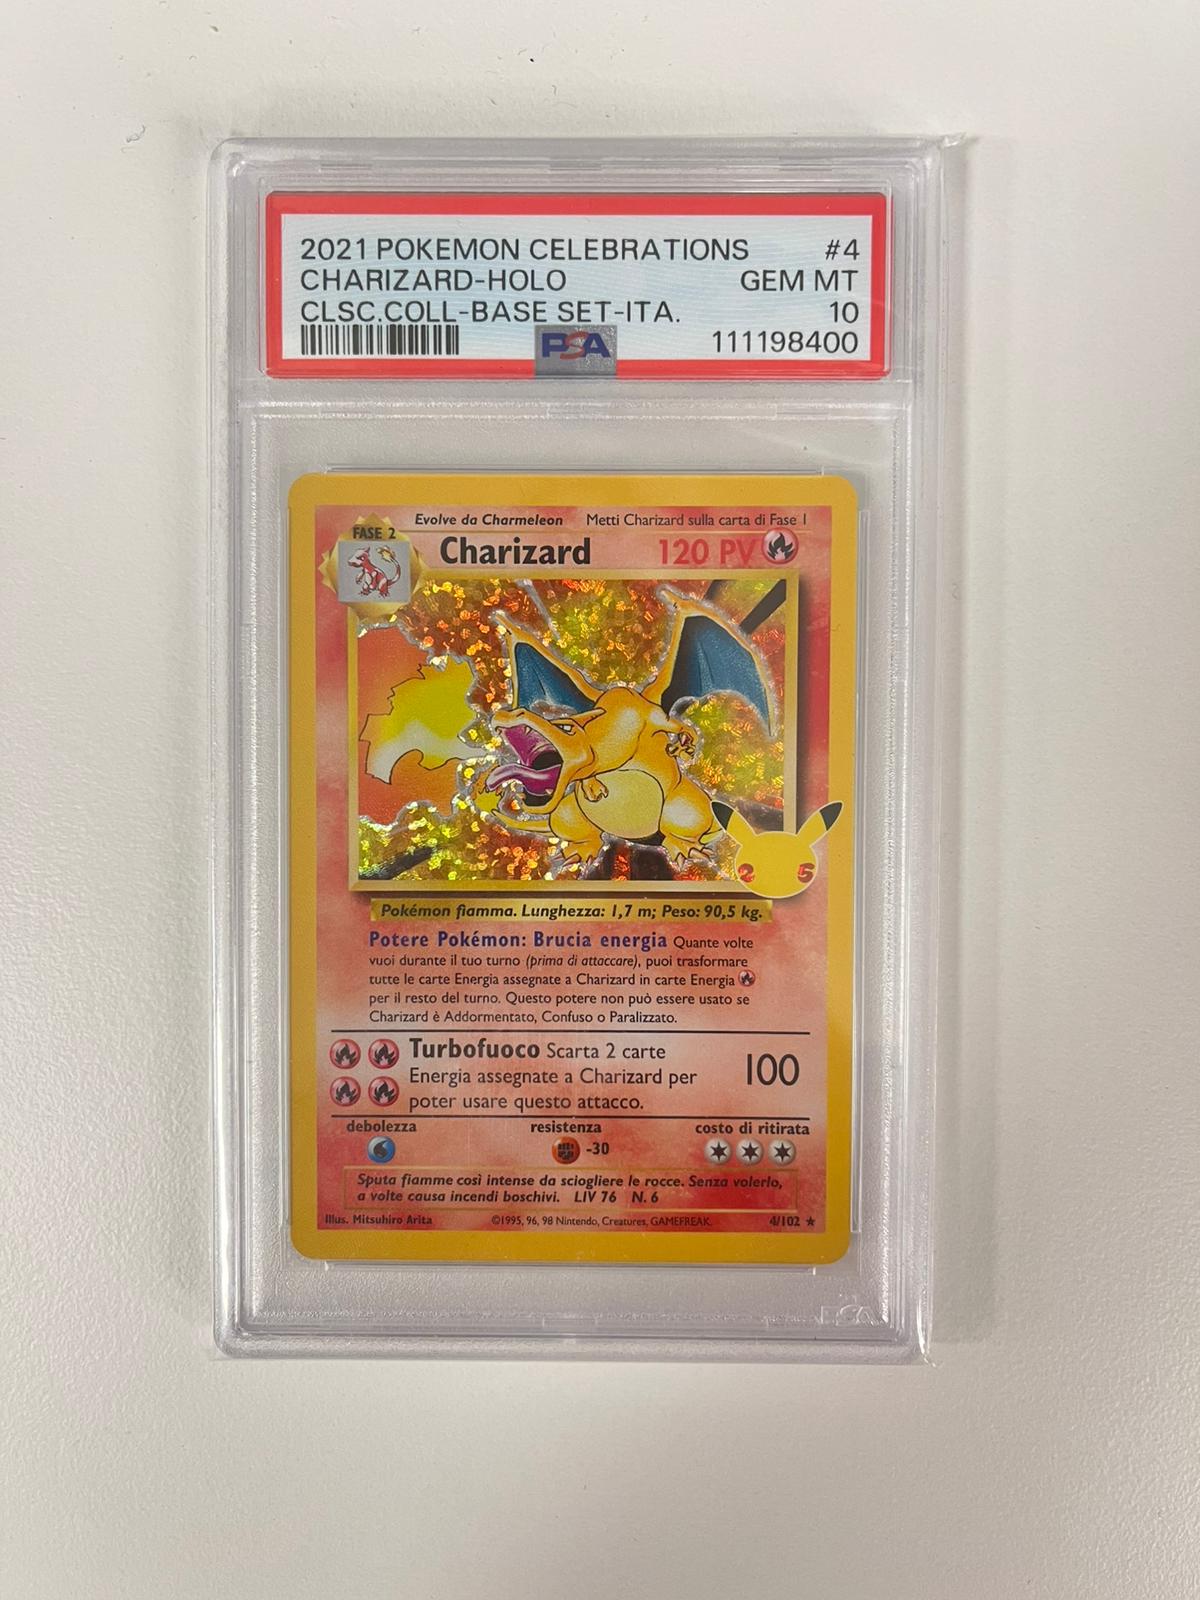 2021 POKEMON CELEBRATIONS #4
CHARIZARD-HOLO GEM MT
CLSC.COLL-BASE SET-ITA. 10
PSA 111198400
Evolve da Charmeleon Metti Charizard sulla carta di Fase 1
FASE 2
Charizard 120 PV
25
Pokémon fiamma. Lunghezza: 1,7 m; Peso: 90,5 kg.
Potere Pokémon: Brucia energia Quante volte
vuoi durante il tuo turno (prima di attaccare), puoi trasformare
tutte le carte Energia assegnate a Charizard in carte Energia
per il resto del turno. Questo potere non può essere usato se
Charizard è Addormentato, Confuso o Paralizzato.
Turbofuoco Scarta 2 carte
Energia assegnate a Charizard per
poter usare questo attacco.
100
debolezza resistenza costo di ritirata
-30
Sputa fiamme così intense da sciogliere le rocce. Senza volerlo,
a volte causa incendi boschivi. LIV 76 N. 6
Illus. Mitsuhiro Arita ©1995, 96, 98 Nintendo, Creatures, GAMEFREAK. 4/102 ★
PSA